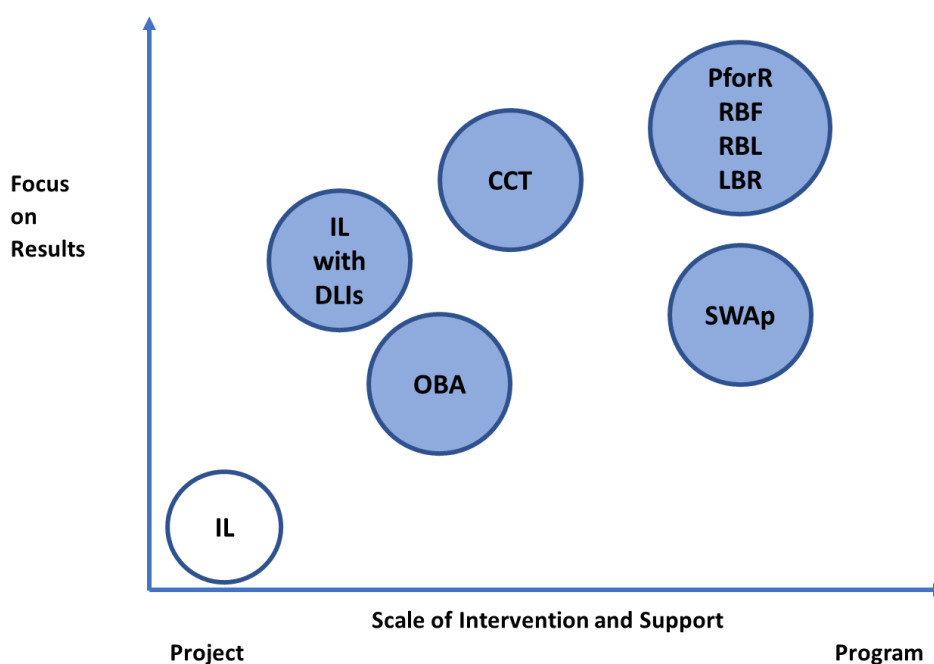 PforR
RBF
RBL
LBR
CCT
Focus
on
Results
IL
with
DLIs
SWAp
OBA
IL
Scale of Intervention and Support
Project
Program